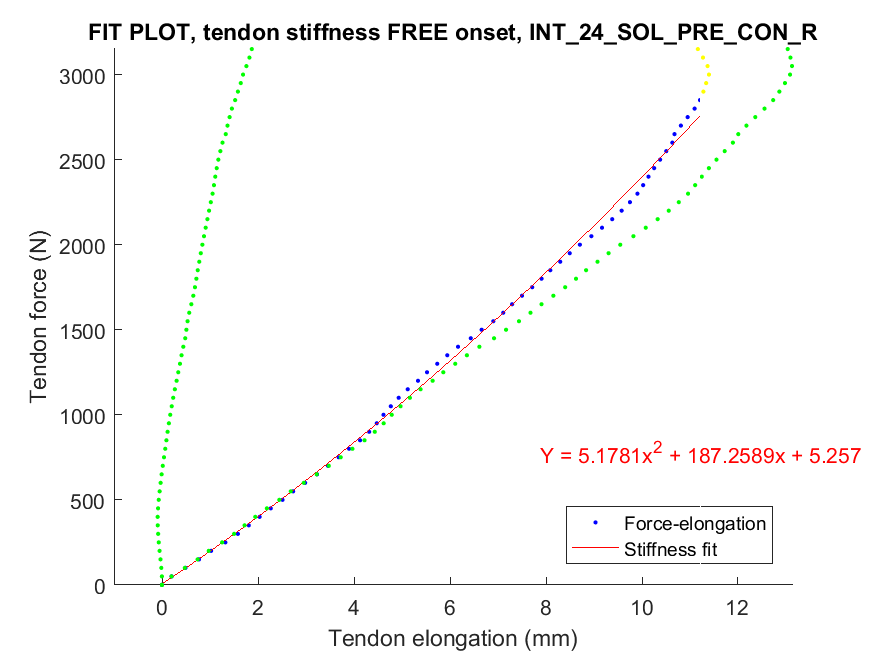 FIT PLOT, tendon stiffness FREE onset, INT_24_SOL_PRE_CON_R
3000
2500
2000
1500
1000
500
0
Tendon force (N)
Y = 5.1781x² + 187.2589x + 5.257
Force-elongation
Stiffness fit
0 2 4 6 8 10 12
Tendon elongation (mm)